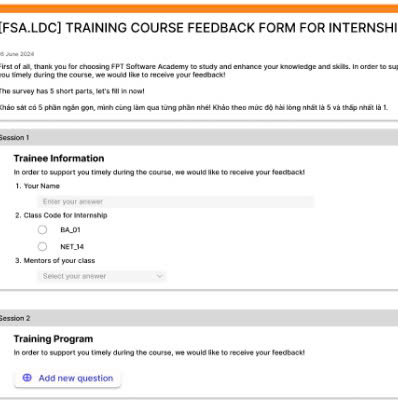 [FSA.LDC] TRAINING COURSE FEEDBACK FORM FOR INTERNSHI
June 2024
First of all, thank you for choosing FPT Software Academy to study and enhance your knowledge and skills. In order to sup
you timely during the course, we would like to receive your feedback!
The survey has 5 short parts, let's fill in now!
Khảo sát có 5 phần ngắn gọn, mình cùng làm qua từng phần nhé! Khảo theo mức độ hài lòng nhất là 5 và thấp nhất là 1.
Session 1
Trainee Information
In order to support you timely during the course, we would like to receive your feedback!
1. Your Name
Enter your answer
2. Class Code for Internship
BA_01
NET_14
3. Mentors of your class
Select your answer
Session 2
Training Program
In order to support you timely during the course, we would like to receive your feedback!
Add new question